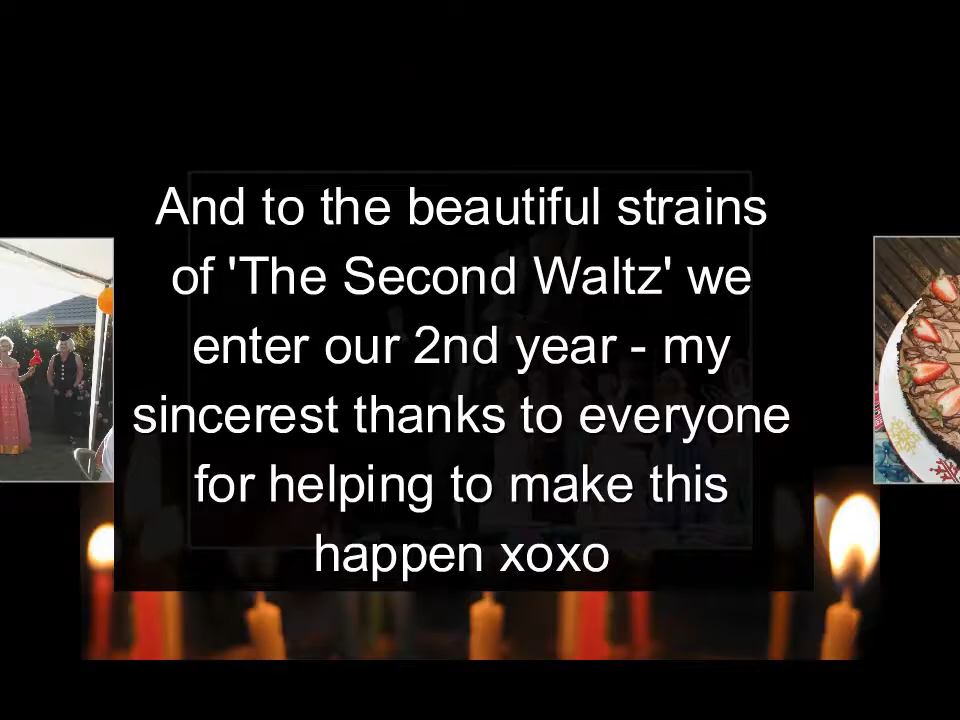 And to the beautiful strains
of 'The Second Waltz' we
enter our 2nd year - my
sincerest thanks to everyone
for helping to make this
happen xoxo